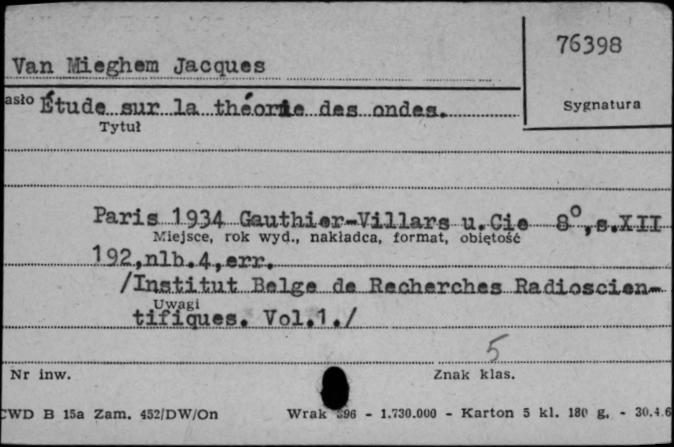 76398
Van Mieghem Jacques
asło Étude sur la théorie des ondes. Sygnatura
Tytuł
Paris 1934 Gauthier-Villars u.Cie 8°,s.XII
Miejsce, rok wyd., nakładca, format, objętość
192,nlb.4,err.
/Institut Belge de Recherches Radioscien-
Uwagi
tifiques. Vol.1./
5
Nr inw. Znak klas.
CWD B 15a Zam. 452/DW/On Wrak 396 - 1.730.000 - Karton 5 kl. 180 g. - 30.4.6